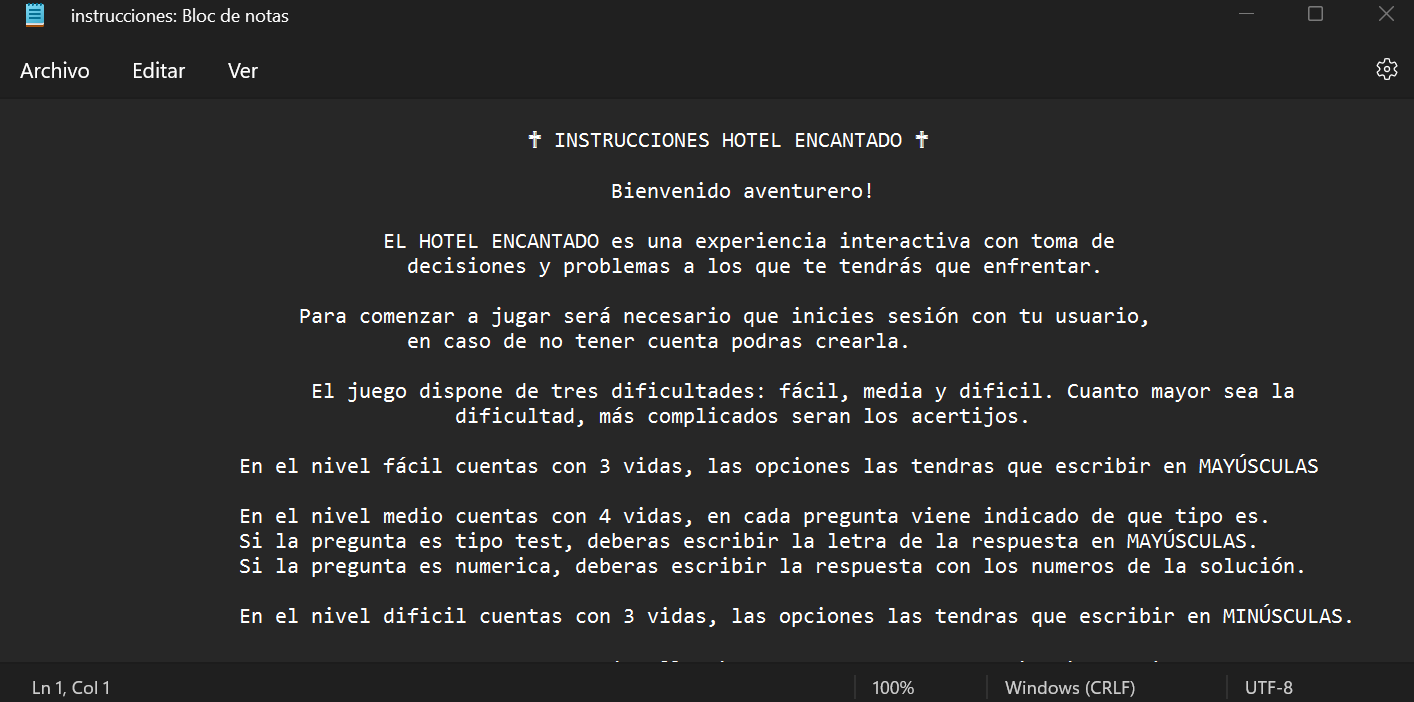 instrucciones: Bloc de notas
Archivo Editar Ver
✝ INSTRUCCIONES HOTEL ENCANTADO ✝
Bienvenido aventurero!
EL HOTEL ENCANTADO es una experiencia interactiva con toma de
decisiones y problemas a los que te tendrás que enfrentar.
Para comenzar a jugar será necesario que inicies sesión con tu usuario,
en caso de no tener cuenta podras crearla.
El juego dispone de tres dificultades: fácil, media y dificil. Cuanto mayor sea la
dificultad, más complicados seran los acertijos.
En el nivel fácil cuentas con 3 vidas, las opciones las tendras que escribir en MAYÚSCULAS
En el nivel medio cuentas con 4 vidas, en cada pregunta viene indicado de que tipo es.
Si la pregunta es tipo test, deberas escribir la letra de la respuesta en MAYÚSCULAS.
Si la pregunta es numerica, deberas escribir la respuesta con los numeros de la solución.
En el nivel dificil cuentas con 3 vidas, las opciones las tendras que escribir en MINÚSCULAS.
Ln 1, Col 1 100% Windows (CRLF) UTF-8